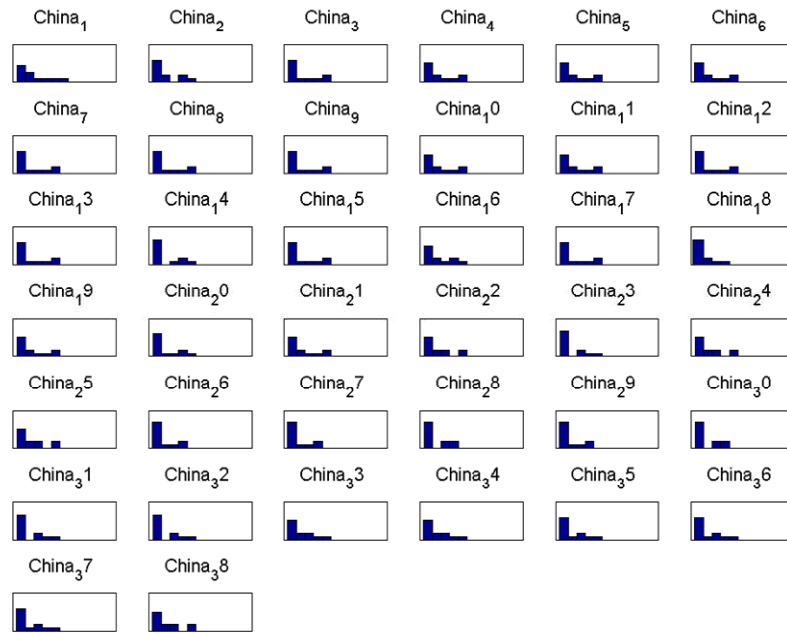 China₁ China₂ China₃ China₄ China₅ China₆
China₇ China₈ China₉ China₁0 China₁1 China₁2
China₁3 China₁4 China₁5 China₁6 China₁7 China₁8
China₁9 China₂0 China₂1 China₂2 China₂3 China₂4
China₂5 China₂6 China₂7 China₂8 China₂9 China₃0
China₃1 China₃2 China₃3 China₃4 China₃5 China₃6
China₃7 China₃8